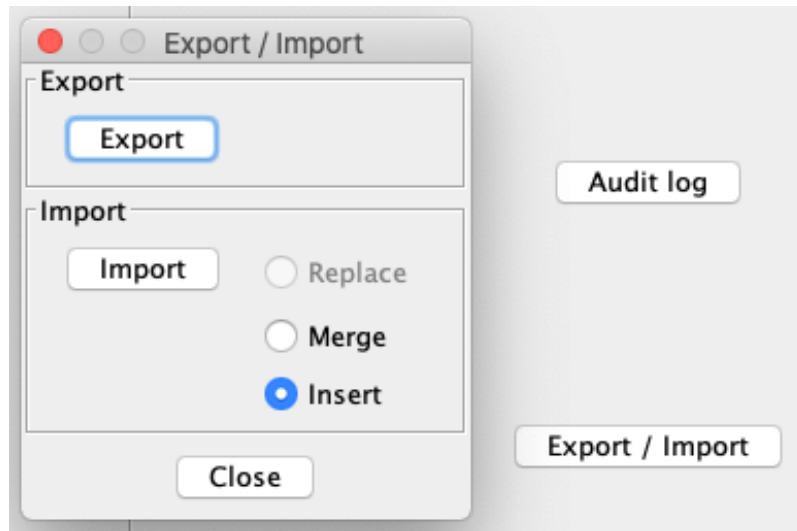 Export / Import
Export
Export
Audit log
Import
Import
Replace
Merge
Insert
Export / Import
Close